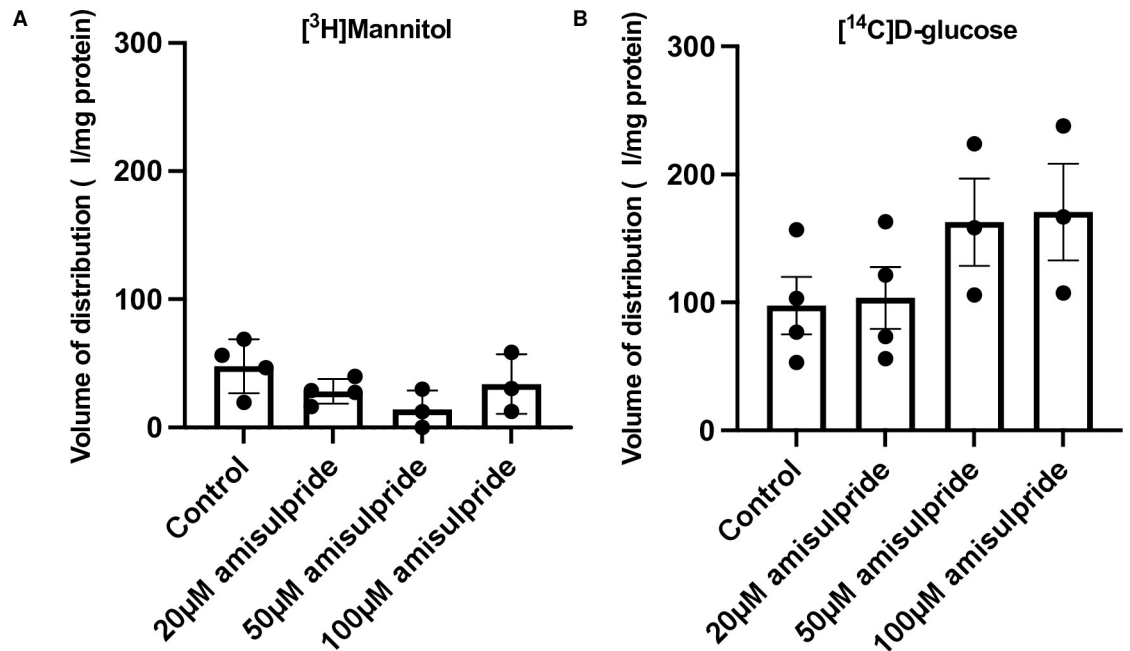 A
[³H]Mannitol
Volume of distribution ( l/mg protein)
300
200
100
0
Control
20µM amisulpride
50µM amisulpride
100µM amisulpride
B
[¹⁴C]D-glucose
Volume of distribution ( l/mg protein)
300
200
100
0
Control
20µM amisulpride
50µM amisulpride
100µM amisulpride